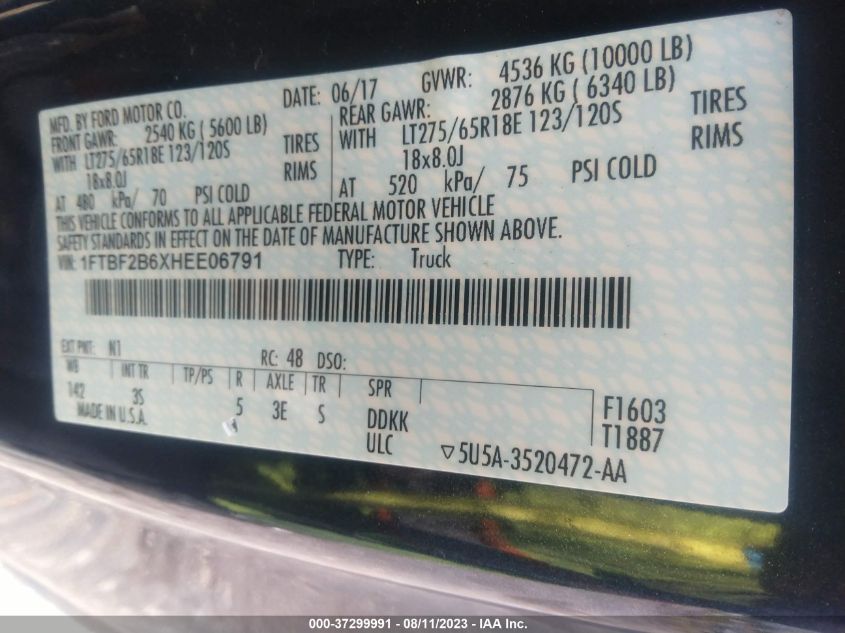 MFD. BY FORD MOTOR CO.
DATE: 06/17
GVWR: 4536 KG (10000 LB)
FRONT GAWR: 2540 KG ( 5600 LB)
REAR GAWR: 2876 KG ( 6340 LB)
WITH LT275/65R18E 123/120S TIRES
WITH LT275/65R18E 123/120S TIRES
18x8.0J RIMS
18x8.0J RIMS
AT 480 kPa/ 70 PSI COLD
AT 520 kPa/ 75 PSI COLD
THIS VEHICLE CONFORMS TO ALL APPLICABLE FEDERAL MOTOR VEHICLE
SAFETY STANDARDS IN EFFECT ON THE DATE OF MANUFACTURE SHOWN ABOVE.
VIN: 1FTBF2B6XHEE06791
TYPE: Truck
EXT PNT: N1
RC: 48 DSO:
WB INT TR TP/PS R AXLE TR SPR
142 3S 5 3E S DDKK
F1603
MADE IN U.S.A.
ULC
T1887
▽5U5A-3520472-AA
000-37299991 - 08/11/2023 - IAA Inc.